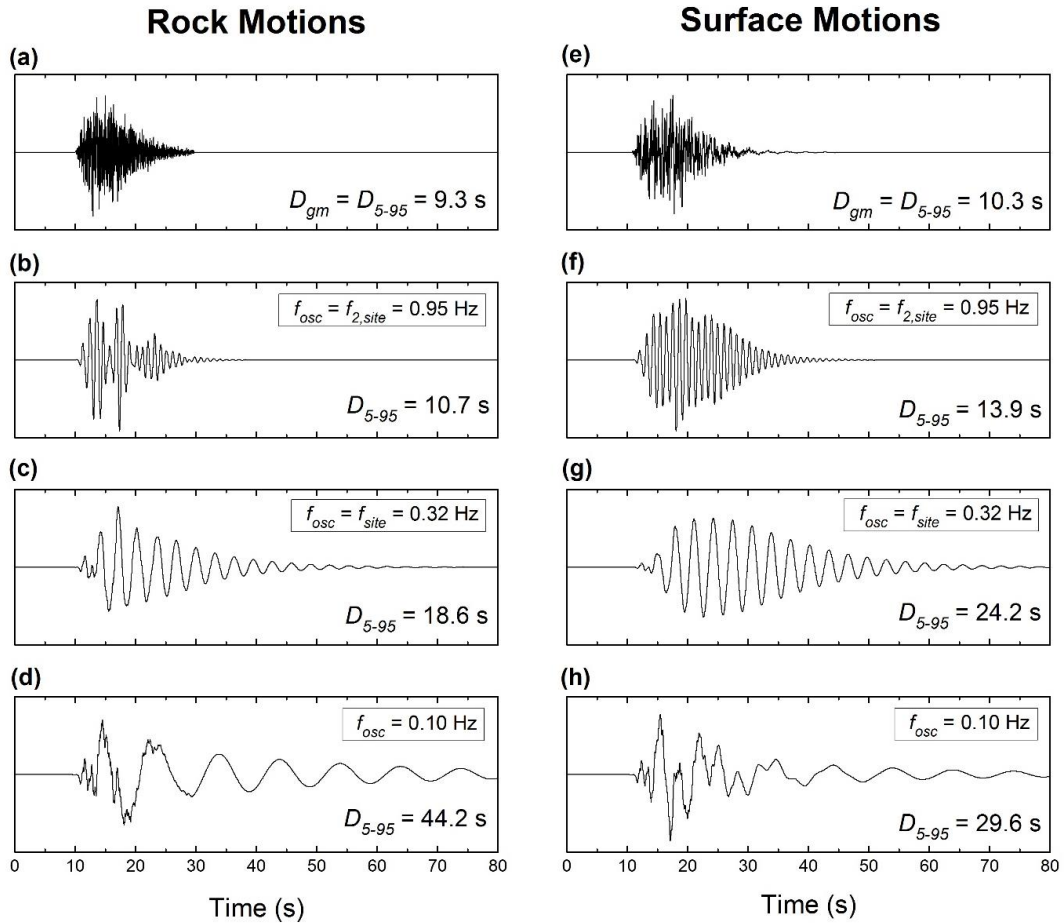 Rock Motions
(a)
D_gm = D_5-95 = 9.3 s
(b)
f_osc = f_2,site = 0.95 Hz
D_5-95 = 10.7 s
(c)
f_osc = f_site = 0.32 Hz
D_5-95 = 18.6 s
(d)
f_osc = 0.10 Hz
D_5-95 = 44.2 s
0 10 20 30 40 50 60 70 80
Time (s)
Surface Motions
(e)
D_gm = D_5-95 = 10.3 s
(f)
f_osc = f_2,site = 0.95 Hz
D_5-95 = 13.9 s
(g)
f_osc = f_site = 0.32 Hz
D_5-95 = 24.2 s
(h)
f_osc = 0.10 Hz
D_5-95 = 29.6 s
0 10 20 30 40 50 60 70 80
Time (s)